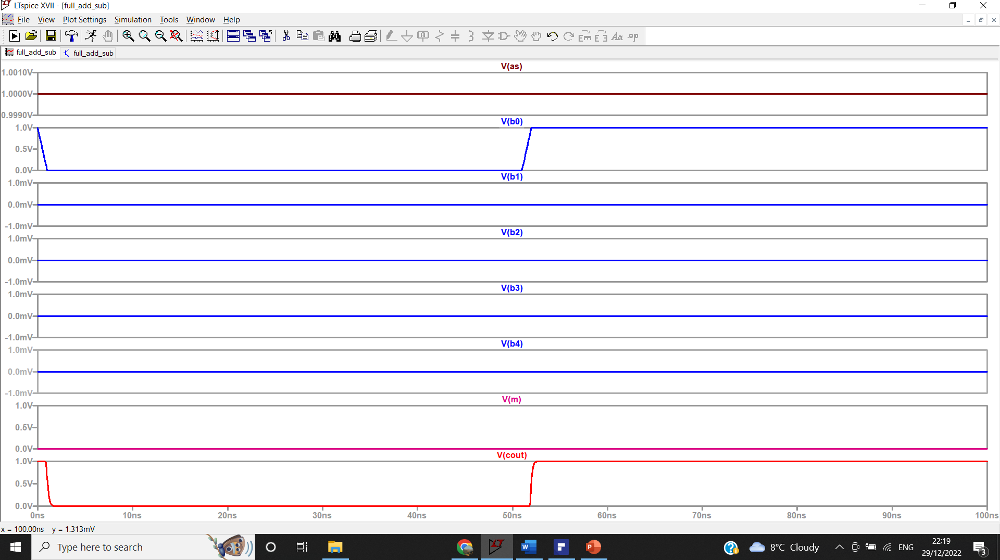 LTspice XVII - [full_add_sub]
File View Plot Settings Simulation Tools Window Help
full_add_sub full_add_sub
V(as)
1.0010V
1.0000V
0.9990V
V(b0)
1.0V
0.5V
0.0V
V(b1)
1.0mV
0.0mV
-1.0mV
V(b2)
1.0mV
0.0mV
-1.0mV
V(b3)
1.0mV
0.0mV
-1.0mV
V(b4)
1.0mV
0.0mV
-1.0mV
V(m)
1.0V
0.5V
0.0V
V(cout)
1.0V
0.5V
0.0V
0ns 10ns 20ns 30ns 40ns 50ns 60ns 70ns 80ns 90ns 100ns
x = 100.00ns y = 1.313mV
Type here to search
8°C Cloudy
ENG
22:19
29/12/2022
3